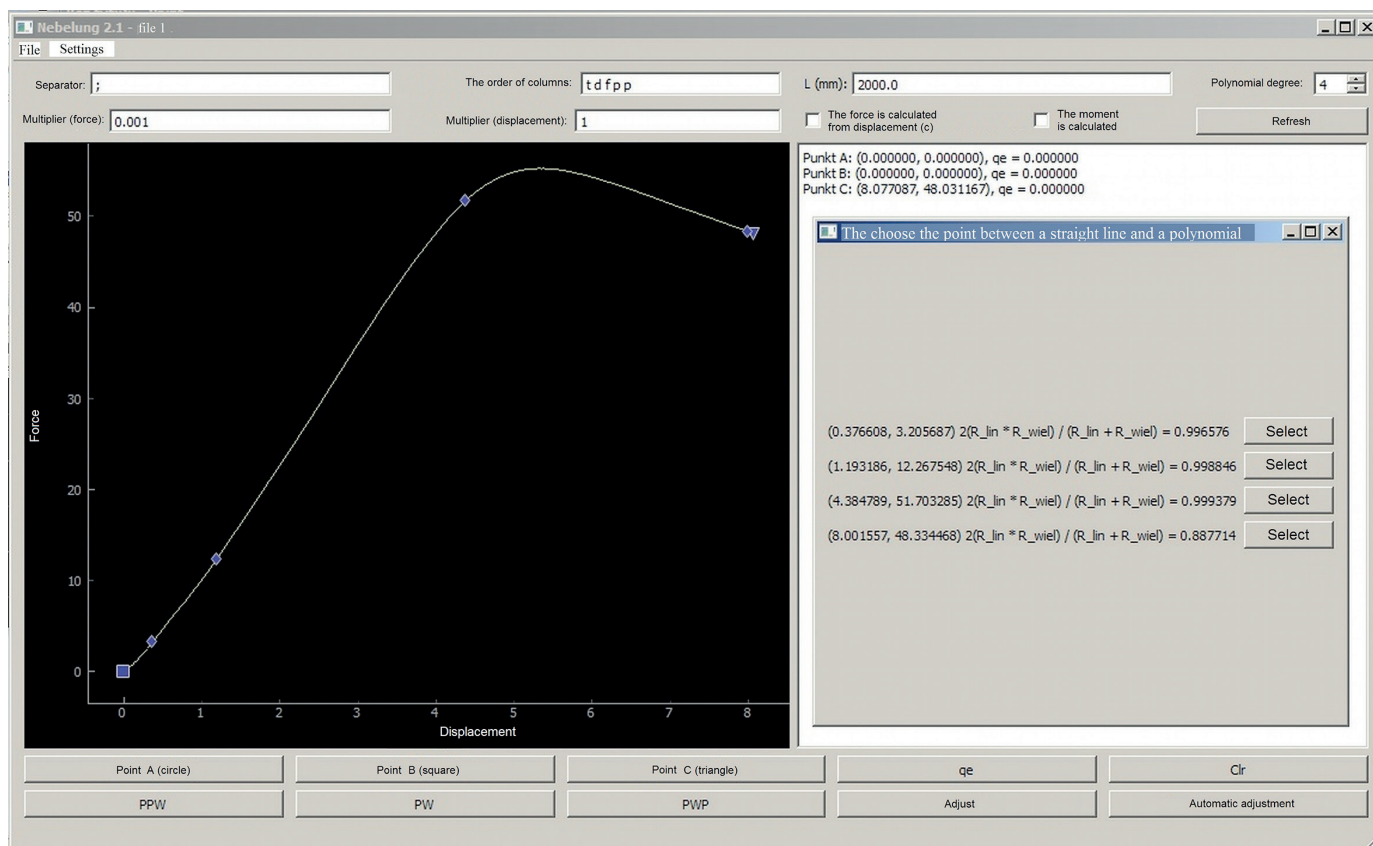 Nebelung 2.1 - file 1
File Settings
Separator: ;
The order of columns: t d f p p
L (mm): 2000.0
Polynomial degree: 4
Multiplier (force): 0.001
Multiplier (displacement): 1
The force is calculated
from displacement (c)
The moment
is calculated
Refresh
Punkt A: (0.000000, 0.000000), qe = 0.000000
Punkt B: (0.000000, 0.000000), qe = 0.000000
Punkt C: (8.077087, 48.031167), qe = 0.000000
50
40
30
20
10
0
Force
0 1 2 3 4 5 6 7 8
Displacement
The choose the point between a straight line and a polynomial
(0.376608, 3.205687) 2(R_lin * R_wiel) / (R_lin + R_wiel) = 0.996576 Select
(1.193186, 12.267548) 2(R_lin * R_wiel) / (R_lin + R_wiel) = 0.998846 Select
(4.384789, 51.703285) 2(R_lin * R_wiel) / (R_lin + R_wiel) = 0.999379 Select
(8.001557, 48.334468) 2(R_lin * R_wiel) / (R_lin + R_wiel) = 0.887714 Select
Point A (circle) Point B (square) Point C (triangle) qe Clr
PPW PW PWP Adjust Automatic adjustment